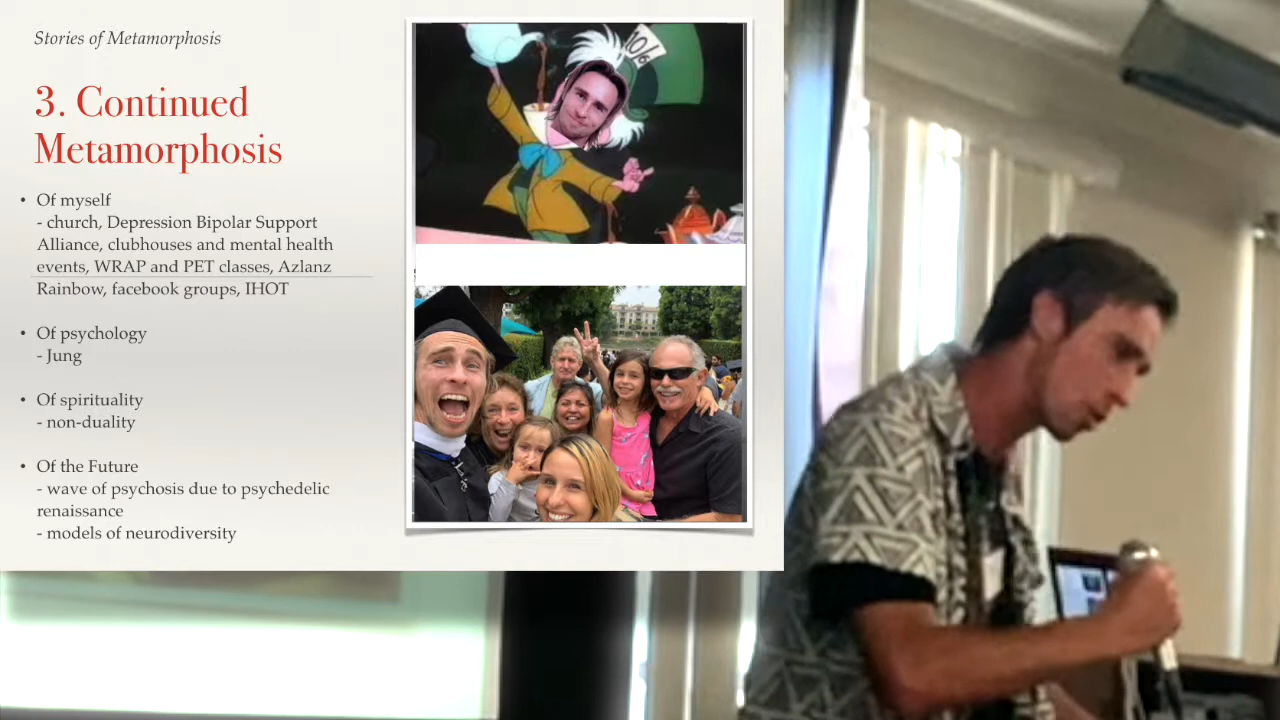 Stories of Metamorphosis
3. Continued
Metamorphosis
• Of myself
- church, Depression Bipolar Support
Alliance, clubhouses and mental health
events, WRAP and PET classes, Azlanz
Rainbow, facebook groups, IHOT
• Of psychology
- Jung
• Of spirituality
- non-duality
• Of the Future
- wave of psychosis due to psychedelic
renaissance
- models of neurodiversity
10/6